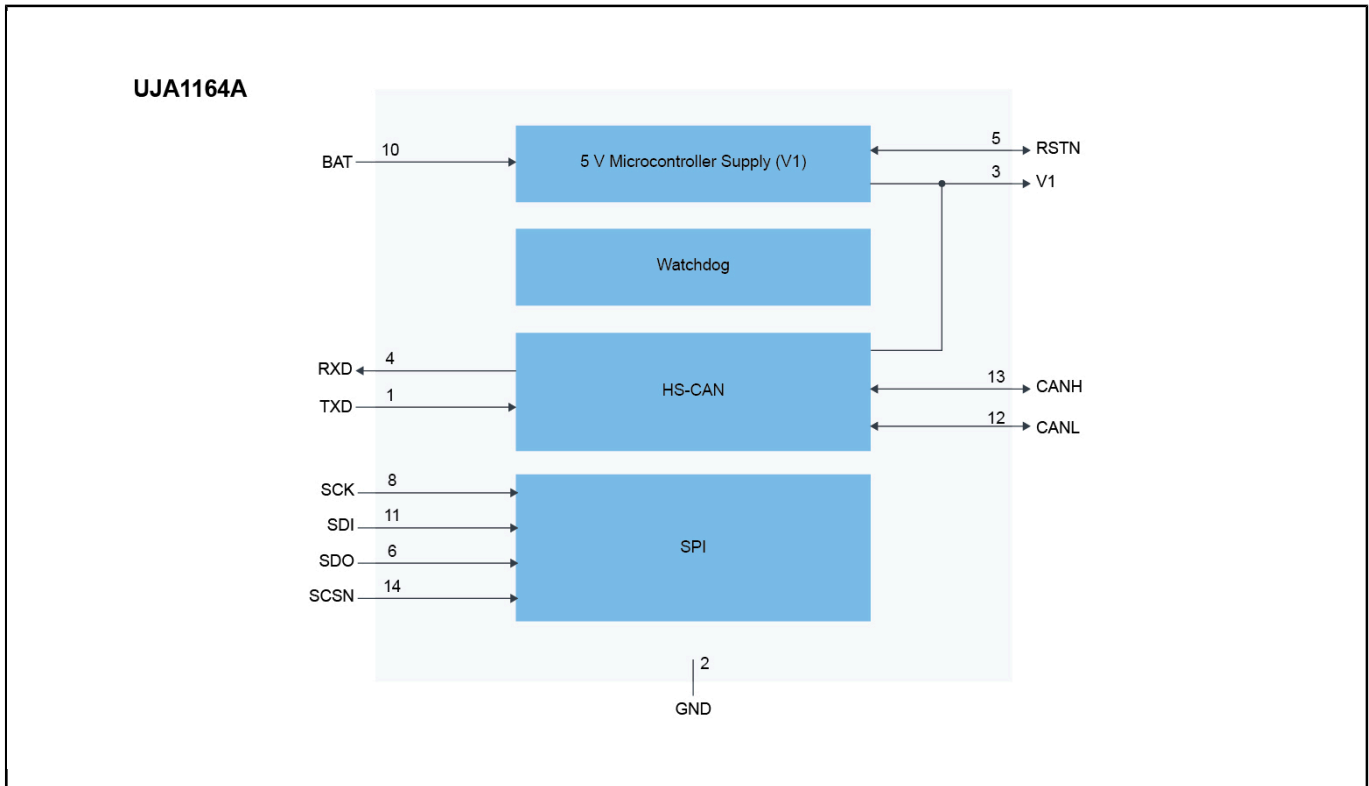 UJA1164A
BAT
10
5 V Microcontroller Supply (V1)
5
RSTN
3
V1
Watchdog
RXD
4
TXD
1
HS-CAN
13
CANH
12
CANL
SCK
8
SDI
11
SDO
6
SCSN
14
SPI
2
GND